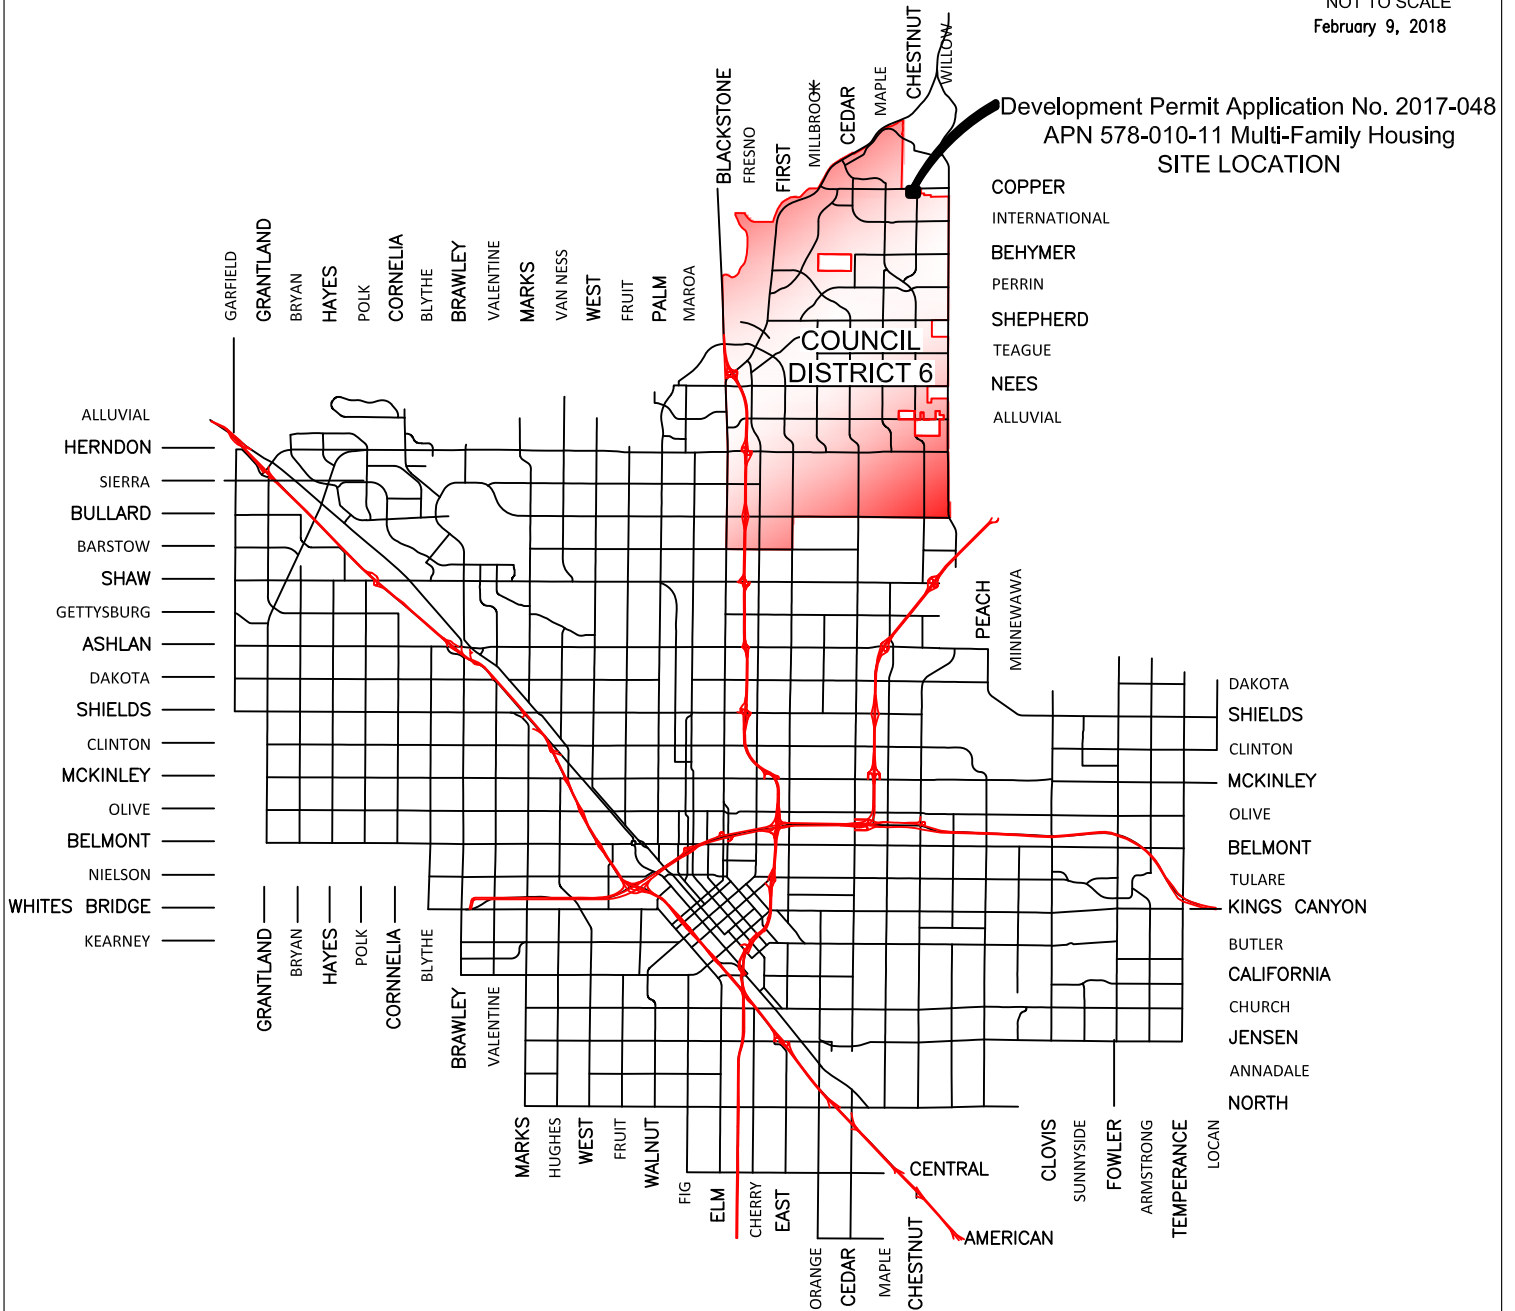 NOT TO SCALE
February 9, 2018
BLACKSTONE
FRESNO
FIRST
MILLBROOK
CEDAR
MAPLE
CHESTNUT
WILLOW
Development Permit Application No. 2017-048
APN 578-010-11 Multi-Family Housing
SITE LOCATION
GARFIELD
GRANTLAND
BRYAN
HAYES
POLK
CORNELIA
BLYTHE
BRAWLEY
VALENTINE
MARKS
VAN NESS
WEST
FRUIT
PALM
MAROA
COPPER
INTERNATIONAL
BEHYMER
PERRIN
SHEPHERD
TEAGUE
NEES
ALLUVIAL
COUNCIL
DISTRICT 6
ALLUVIAL
HERNDON
SIERRA
BULLARD
BARSTOW
SHAW
GETTYSBURG
ASHLAN
DAKOTA
SHIELDS
CLINTON
MCKINLEY
OLIVE
BELMONT
NIELSON
WHITES BRIDGE
KEARNEY
PEACH
MINNEWAWA
DAKOTA
SHIELDS
CLINTON
MCKINLEY
OLIVE
BELMONT
TULARE
KINGS CANYON
BUTLER
CALIFORNIA
CHURCH
JENSEN
ANNADALE
NORTH
GRANTLAND
BRYAN
HAYES
POLK
CORNELIA
BLYTHE
BRAWLEY
VALENTINE
MARKS
HUGHES
WEST
FRUIT
WALNUT
FIG
ELM
CHERRY
EAST
ORANGE
CEDAR
MAPLE
CHESTNUT
CENTRAL
AMERICAN
CLOVIS
SUNNYSIDE
FOWLER
ARMSTRONG
TEMPERANCE
LOCAN